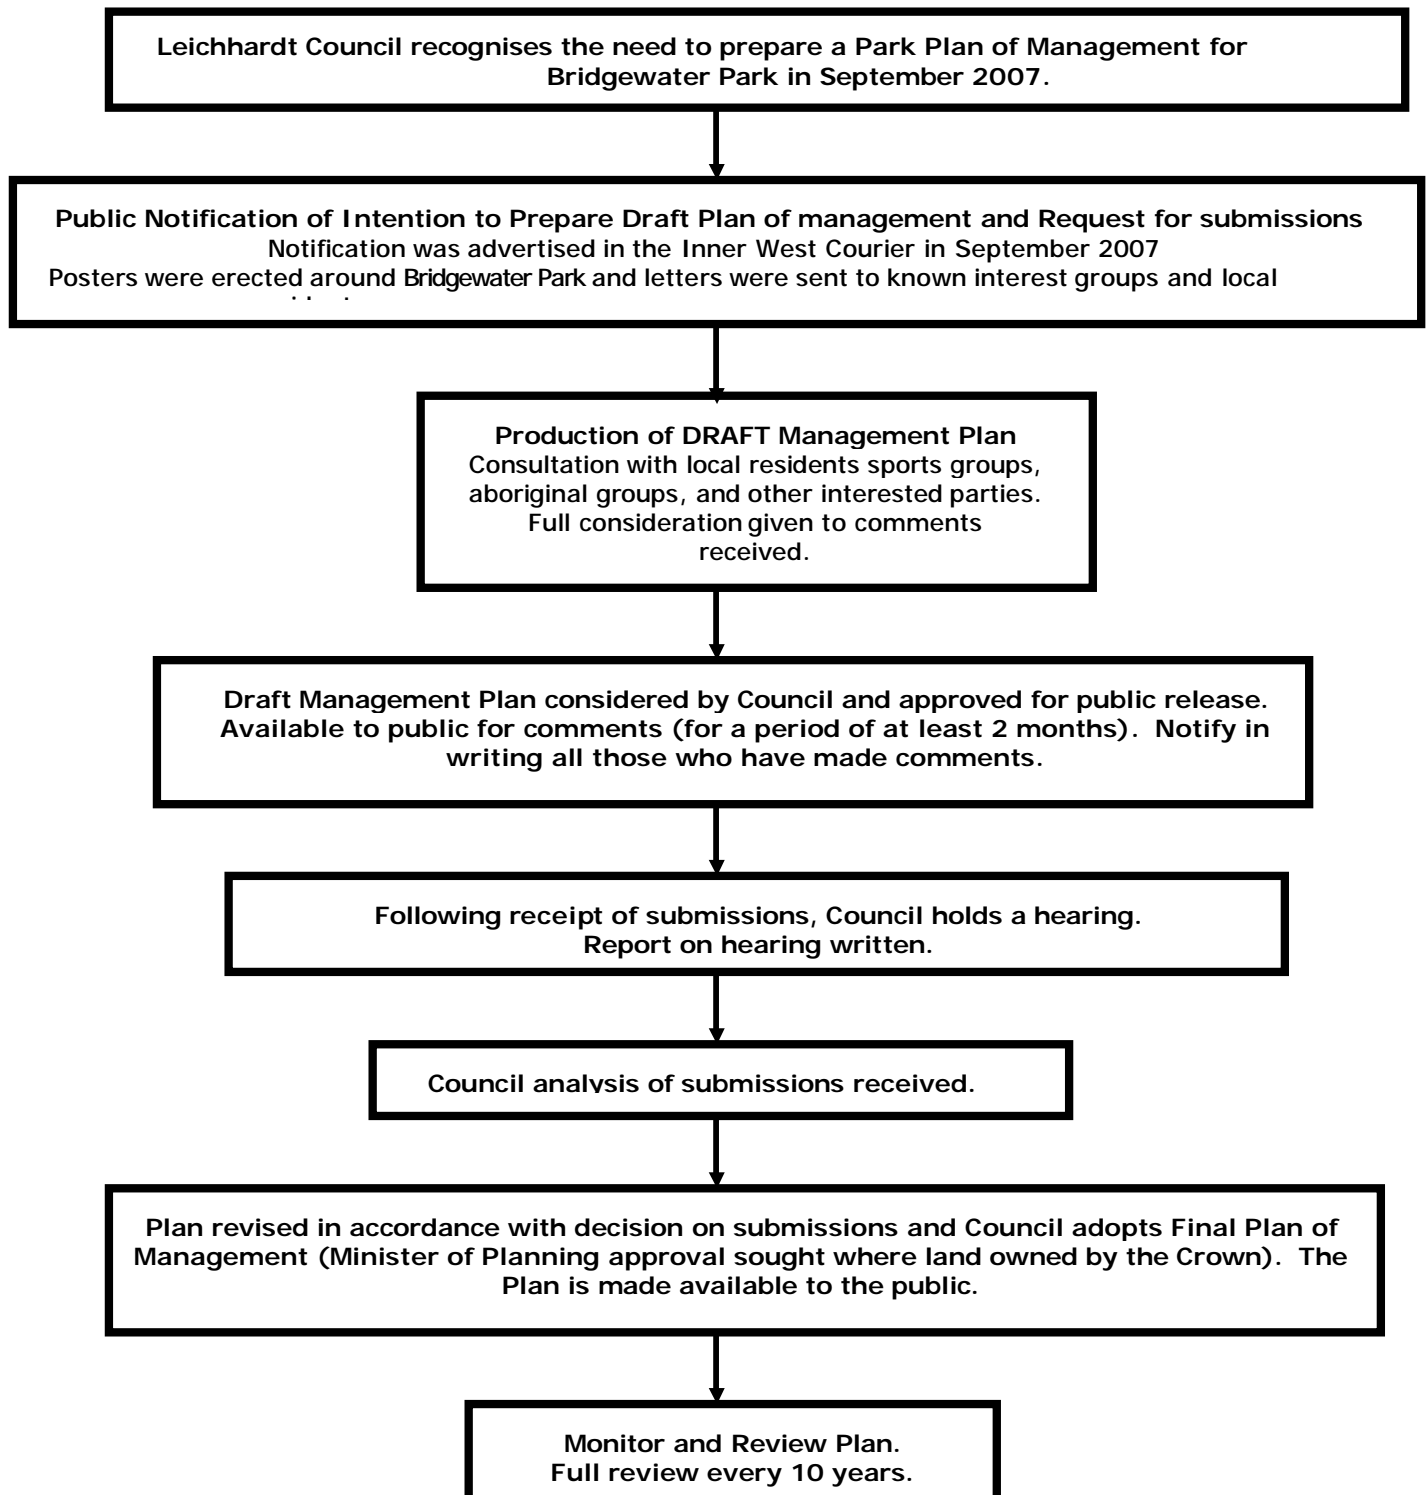 Leichhardt Council recognises the need to prepare a Park Plan of Management for
Bridgewater Park in September 2007.
Public Notification of Intention to Prepare Draft Plan of management and Request for submissions
Notification was advertised in the Inner West Courier in September 2007
Posters were erected around Bridgewater Park and letters were sent to known interest groups and local
Production of DRAFT Management Plan
Consultation with local residents sports groups,
aboriginal groups, and other interested parties.
Full consideration given to comments
received.
Draft Management Plan considered by Council and approved for public release.
Available to public for comments (for a period of at least 2 months). Notify in
writing all those who have made comments.
Following receipt of submissions, Council holds a hearing.
Report on hearing written.
Council analysis of submissions received.
Plan revised in accordance with decision on submissions and Council adopts Final Plan of
Management (Minister of Planning approval sought where land owned by the Crown). The
Plan is made available to the public.
Monitor and Review Plan.
Full review every 10 years.